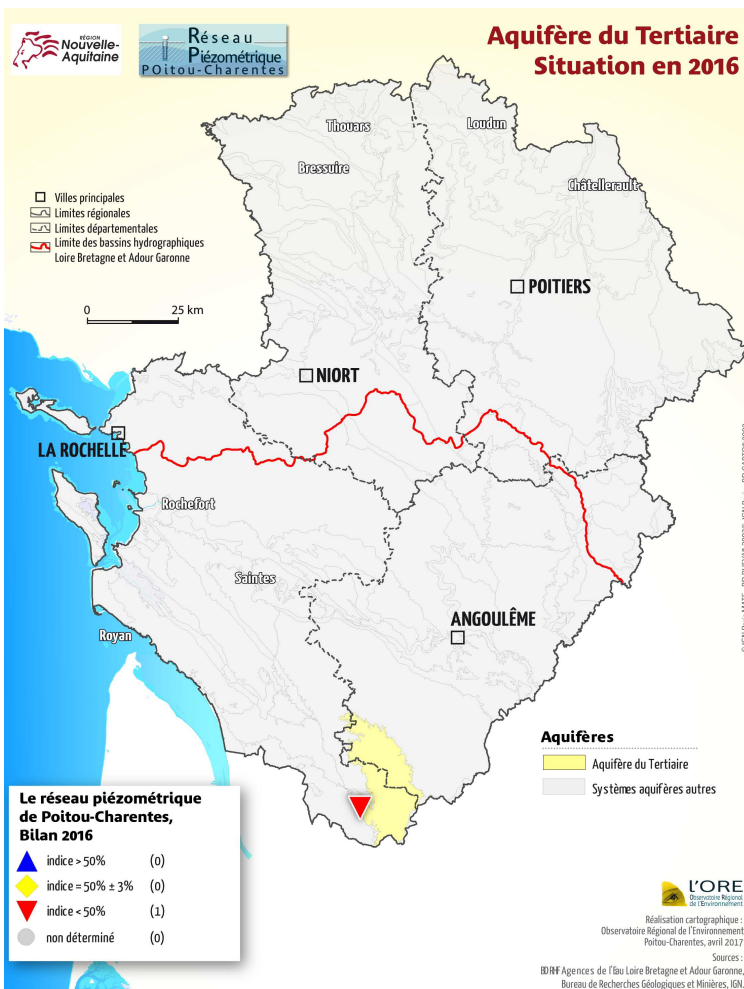 RÉGION
Nouvelle-
Aquitaine
Réseau
Piézométrique
POitou-Charentes
Aquifère du Tertiaire
Situation en 2016
Thouars
Loudun
Bressuire
Châtellerault
Villes principales
Limites régionales
Limites départementales
Limite des bassins hydrographiques
Loire Bretagne et Adour Garonne
0 25 km
POITIERS
NIORT
LA ROCHELLE
Rochefort
Saintes
ANGOULÊME
Royan
Aquifères
Aquifère du Tertiaire
Systèmes aquifères autres
Le réseau piézométrique
de Poitou-Charentes,
Bilan 2016
indice > 50% (0)
indice = 50% ± 3% (0)
indice < 50% (1)
non déterminé (0)
L'ORE
Observatoire Régional
de l'Environnement
Réalisation cartographique :
Observatoire Régional de l'Environnement
Poitou-Charentes, avril 2017
Sources :
BD RHF Agences de l'Eau Loire Bretagne et Adour Garonne,
Bureau de Recherches Géologiques et Minières, IGN.